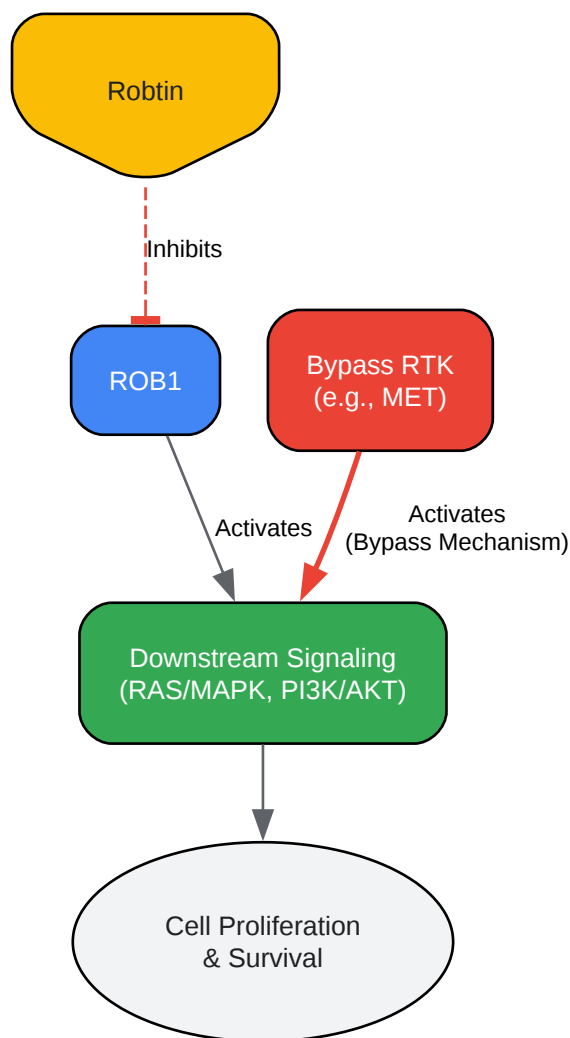 Robtin
Inhibits
ROB1
Bypass RTK
(e.g., MET)
Activates
Activates
(Bypass Mechanism)
Downstream Signaling
(RAS/MAPK, PI3K/AKT)
Cell Proliferation
& Survival